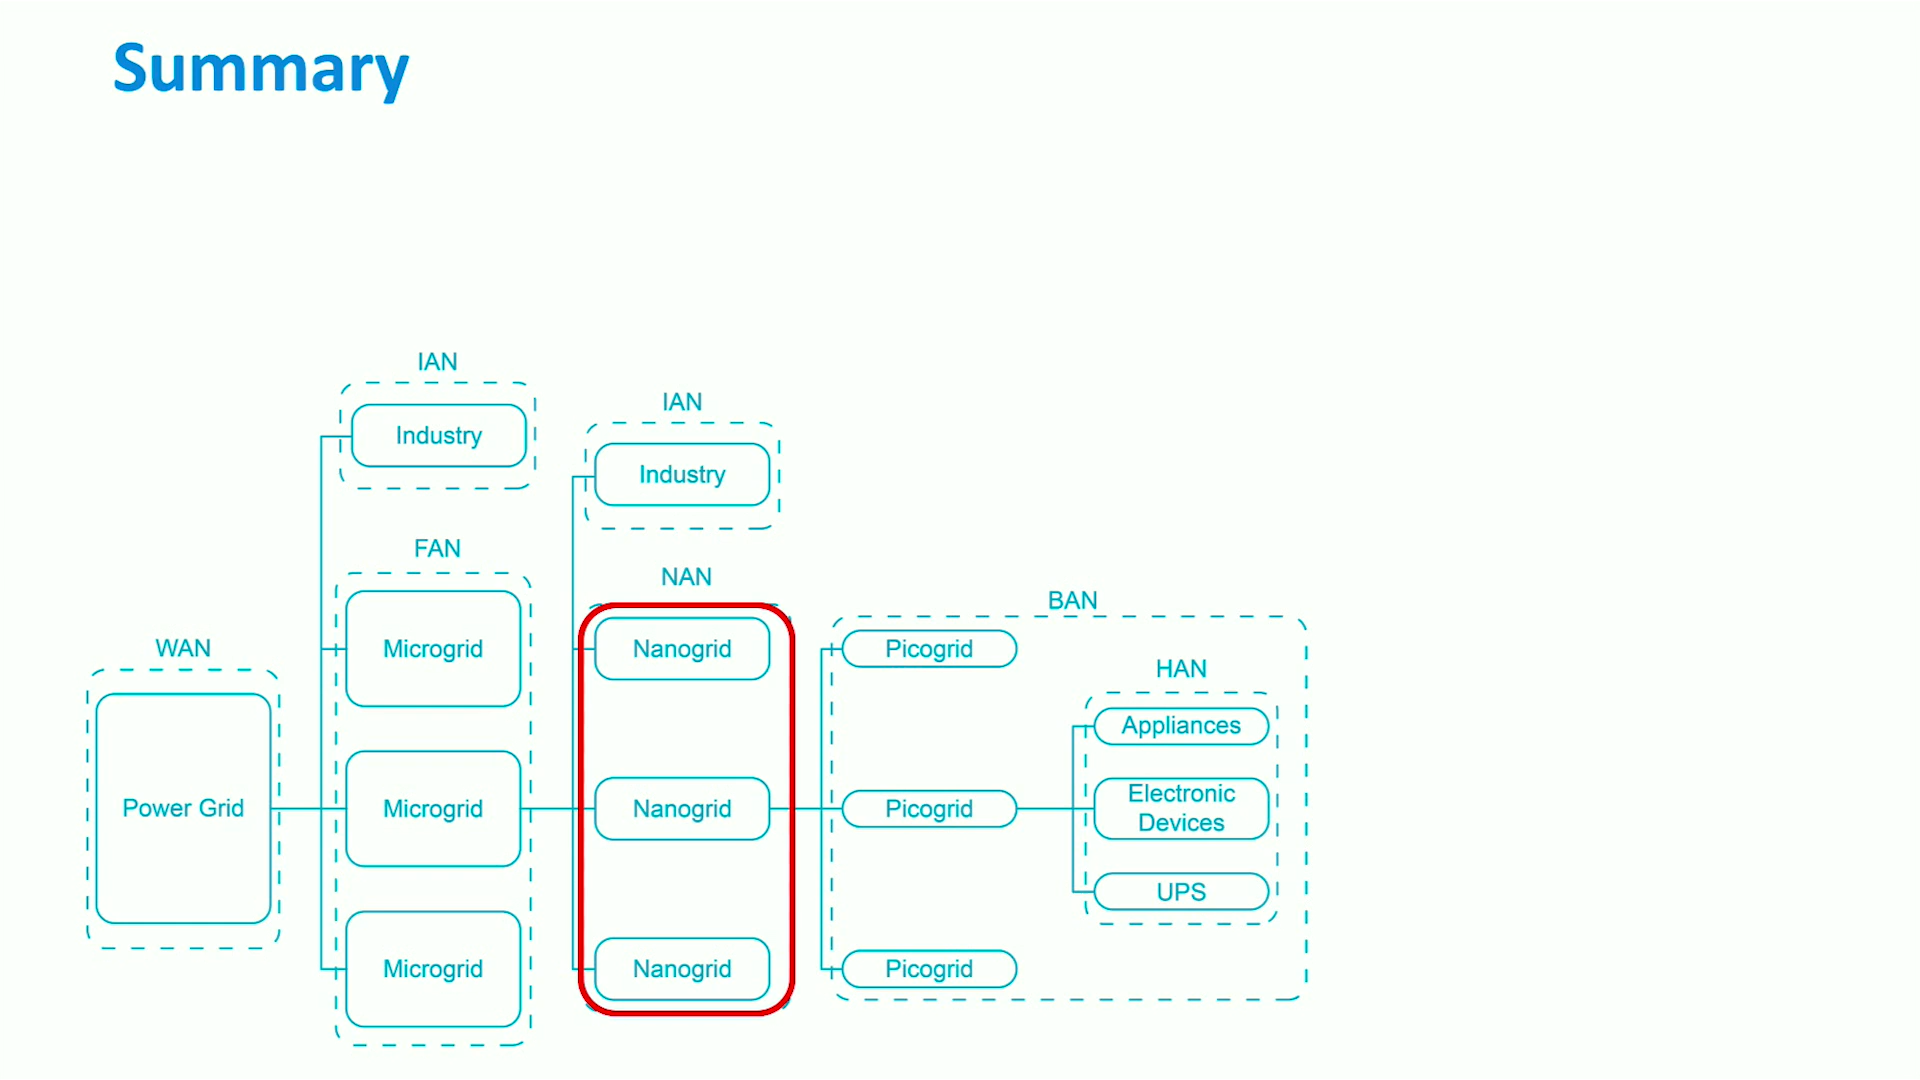 Summary
IAN
Industry
IAN
Industry
FAN
Microgrid
Microgrid
Microgrid
NAN
Nanogrid
Nanogrid
Nanogrid
WAN
Power Grid
BAN
Picogrid
Picogrid
Picogrid
HAN
Appliances
Electronic
Devices
UPS